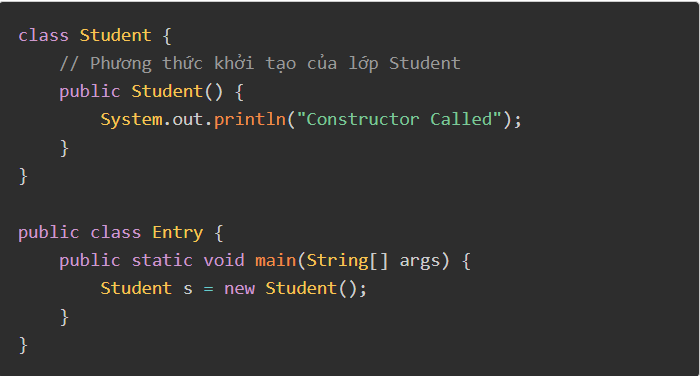 class Student {
    // Phương thức khởi tạo của lớp Student
    public Student() {
        System.out.println("Constructor Called");
    }
}

public class Entry {
    public static void main(String[] args) {
        Student s = new Student();
    }
}